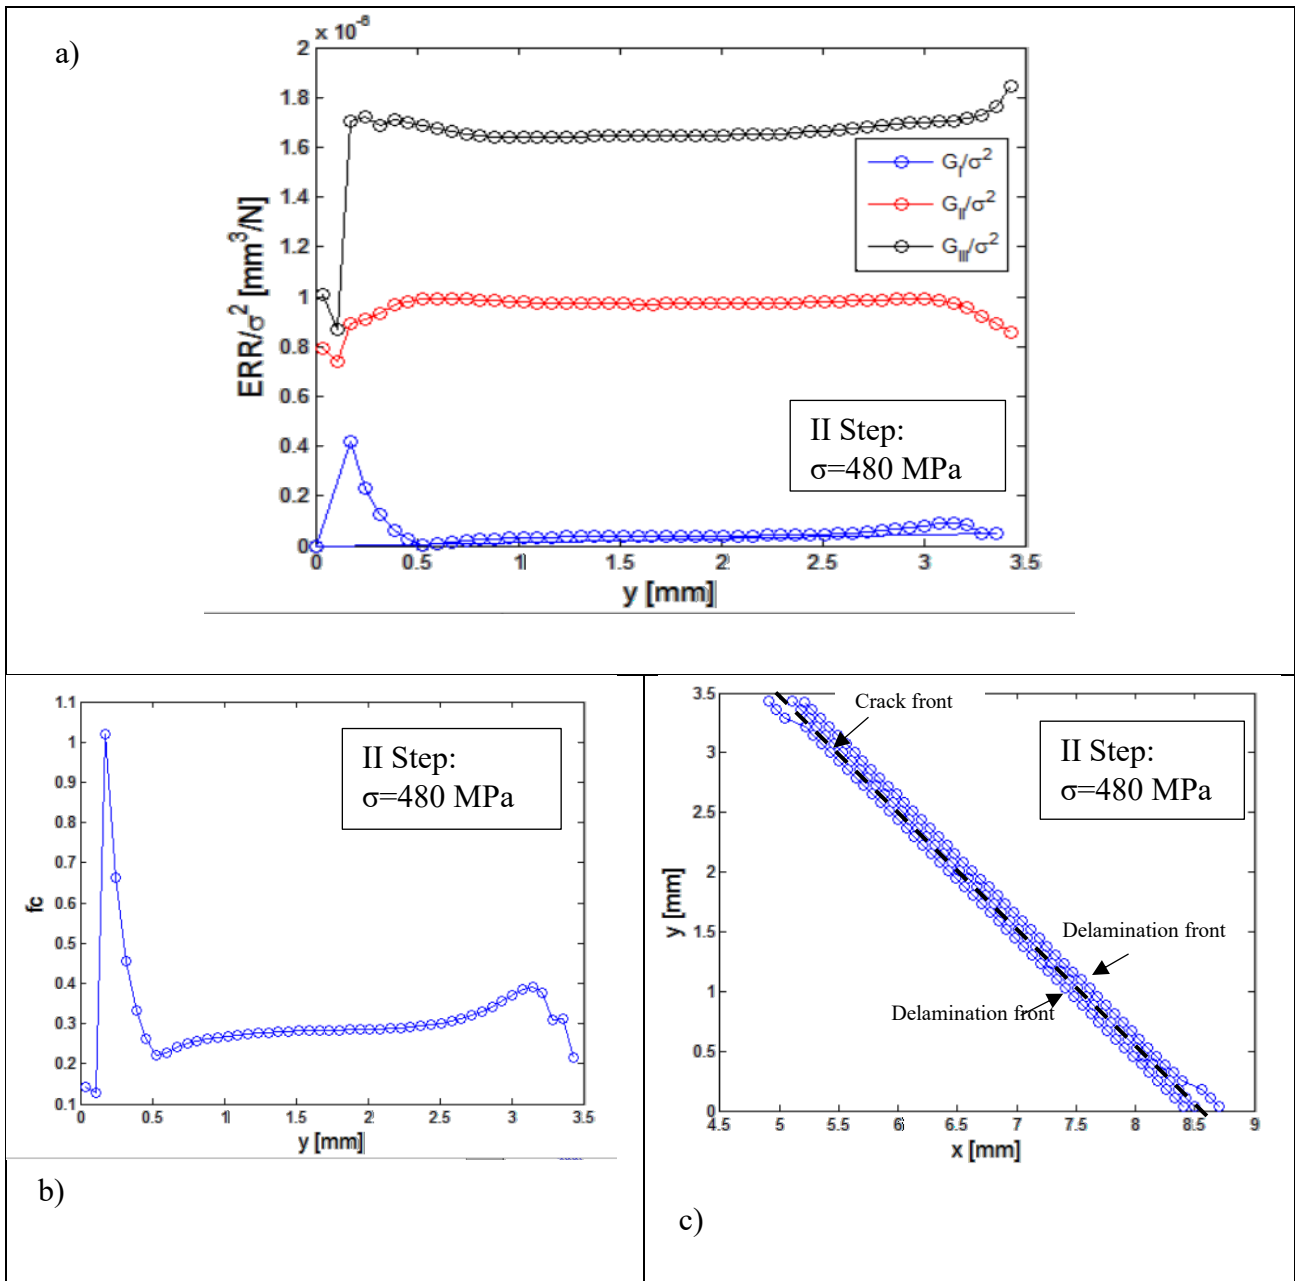 a)
x 10⁻⁶
2
1.8
1.6
1.4
1.2
1
0.8
0.6
0.4
0.2
0
ERR/σ² [mm³/N]
G_I/σ²
G_II/σ²
G_III/σ²
II Step:
σ=480 MPa
0 0.5 1 1.5 2 2.5 3 3.5
y [mm]
1.1
1
0.9
0.8
0.7
0.6
0.5
0.4
0.3
0.2
0.1
fc
II Step:
σ=480 MPa
0 0.5 1 1.5 2 2.5 3 3.5
y [mm]
b)
3.5
3
2.5
2
1.5
1
0.5
0
y [mm]
Crack front
II Step:
σ=480 MPa
Delamination front
Delamination front
4.5 5 5.5 6 6.5 7 7.5 8 8.5 9
x [mm]
c)